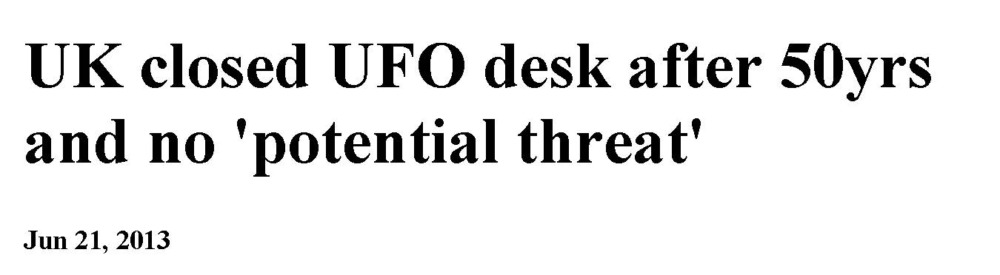 UK closed UFO desk after 50yrs
and no 'potential threat'
Jun 21, 2013